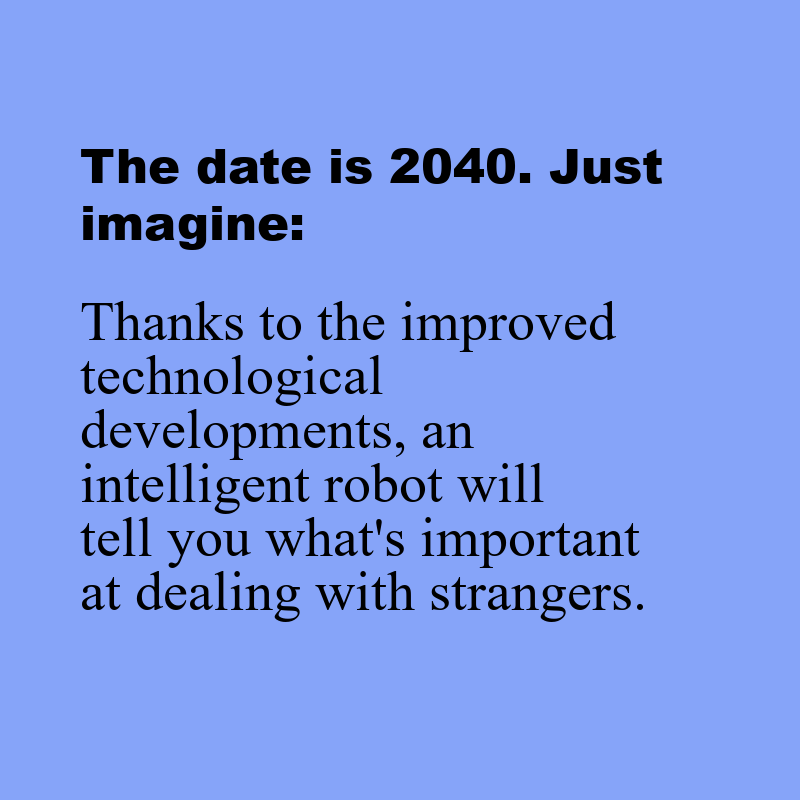 The date is 2040. Just
imagine:
Thanks to the improved
technological
developments, an
intelligent robot will
tell you what's important
at dealing with strangers.